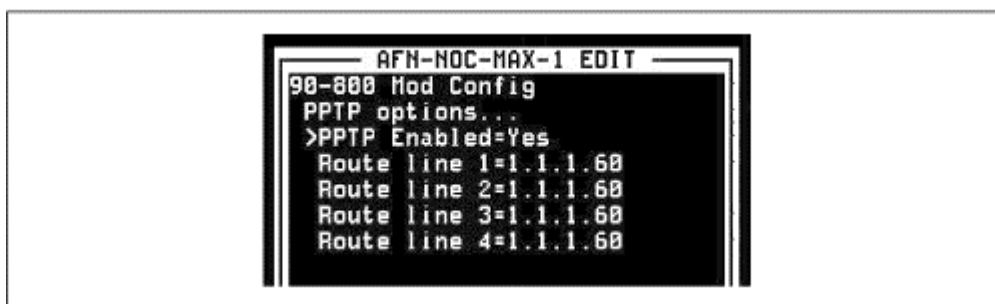 AFN-NOC-MAX-1 EDIT
90-800 Mod Config
PPTP options...
>PPTP Enabled=Yes
Route line 1=1.1.1.60
Route line 2=1.1.1.60
Route line 3=1.1.1.60
Route line 4=1.1.1.60